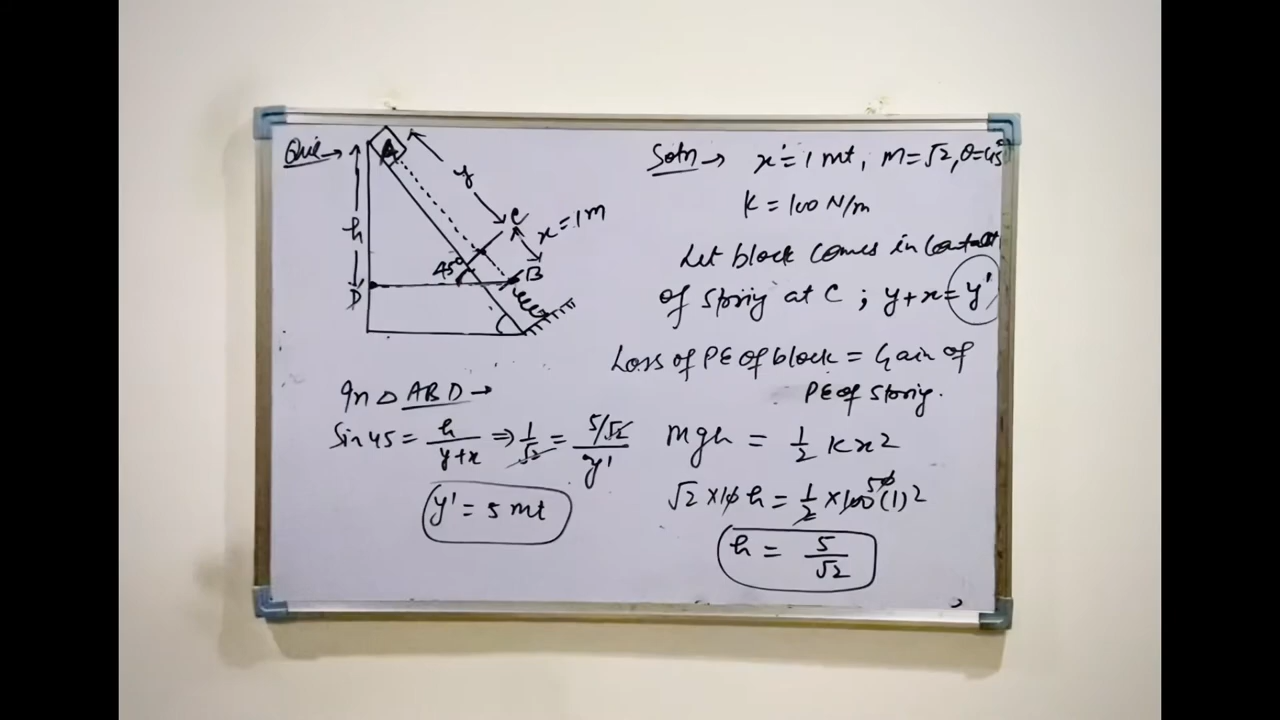 Que →
A
y
C
x = 1m
h
45°
B
D
Soln → x = 1 mt, m = √2, θ = 45°
K = 100 N/m
Let block comes in contact
of spring at C ; y + x = y'
Loss of PE of block = Gain of
PE of spring.
mgh = 1/2 Kx²
√2 × 10 h = 1/2 × 100 (1)²
50
h = 5/√2
In △ ABD →
Sin 45 = h/(y+x) ⇒ 1/√2 = (5/√2)/y'
y' = 5 mt